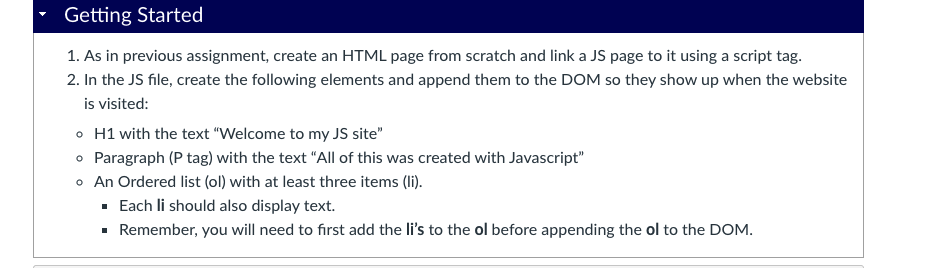 Getting Started
1. As in previous assignment, create an HTML page from scratch and link a JS page to it using a script tag.
2. In the JS file, create the following elements and append them to the DOM so they show up when the website
is visited:
H1 with the text “Welcome to my JS site”
Paragraph (P tag) with the text “All of this was created with Javascript”
An Ordered list (ol) with at least three items (li).
Each li should also display text.
Remember, you will need to first add the li’s to the ol before appending the ol to the DOM.